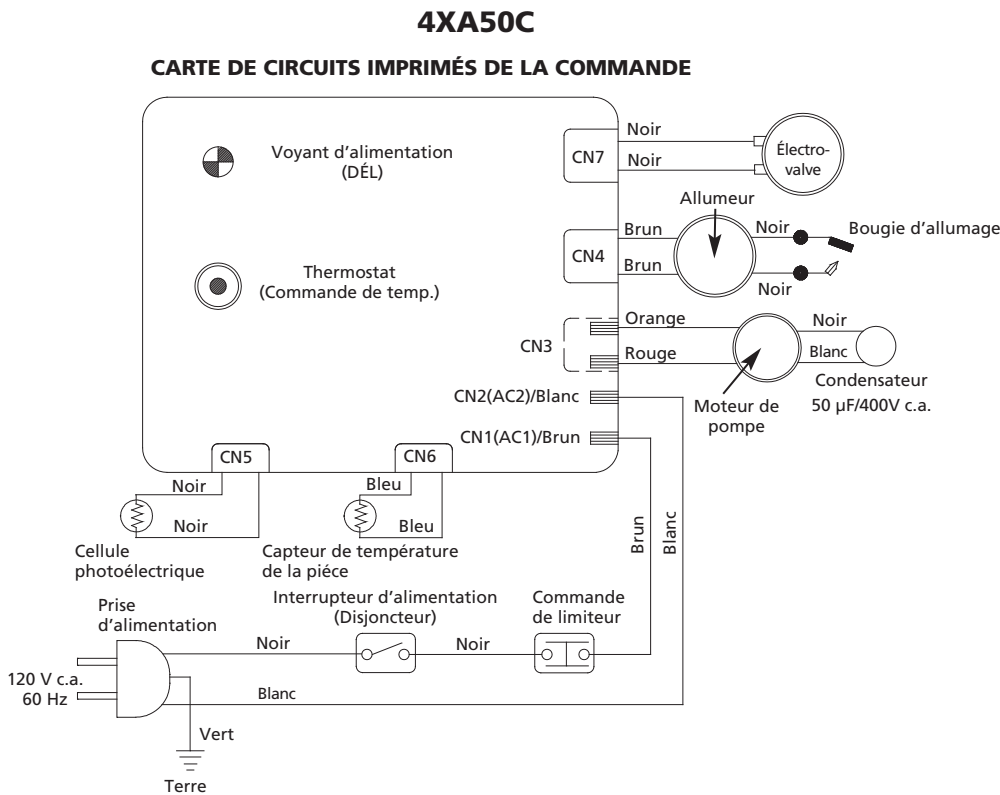 4XA50C
CARTE DE CIRCUITS IMPRIMÉS DE LA COMMANDE
Voyant d'alimentation
(DÉL)
CN7
Noir
Noir
Électro-
valve
Thermostat
(Commande de temp.)
CN4
Brun
Brun
Allumeur
Noir
Noir
Bougie d'allumage
CN3
Orange
Rouge
Moteur de
pompe
Noir
Blanc
Condensateur
50 µF/400V c.a.
CN2(AC2)/Blanc
CN1(AC1)/Brun
CN5
Noir
Noir
Cellule
photoélectrique
CN6
Bleu
Bleu
Capteur de température
de la piéce
Brun
Blanc
Prise
d'alimentation
Noir
Interrupteur d'alimentation
(Disjoncteur)
Noir
Commande
de limiteur
120 V c.a.
60 Hz
Blanc
Vert
Terre